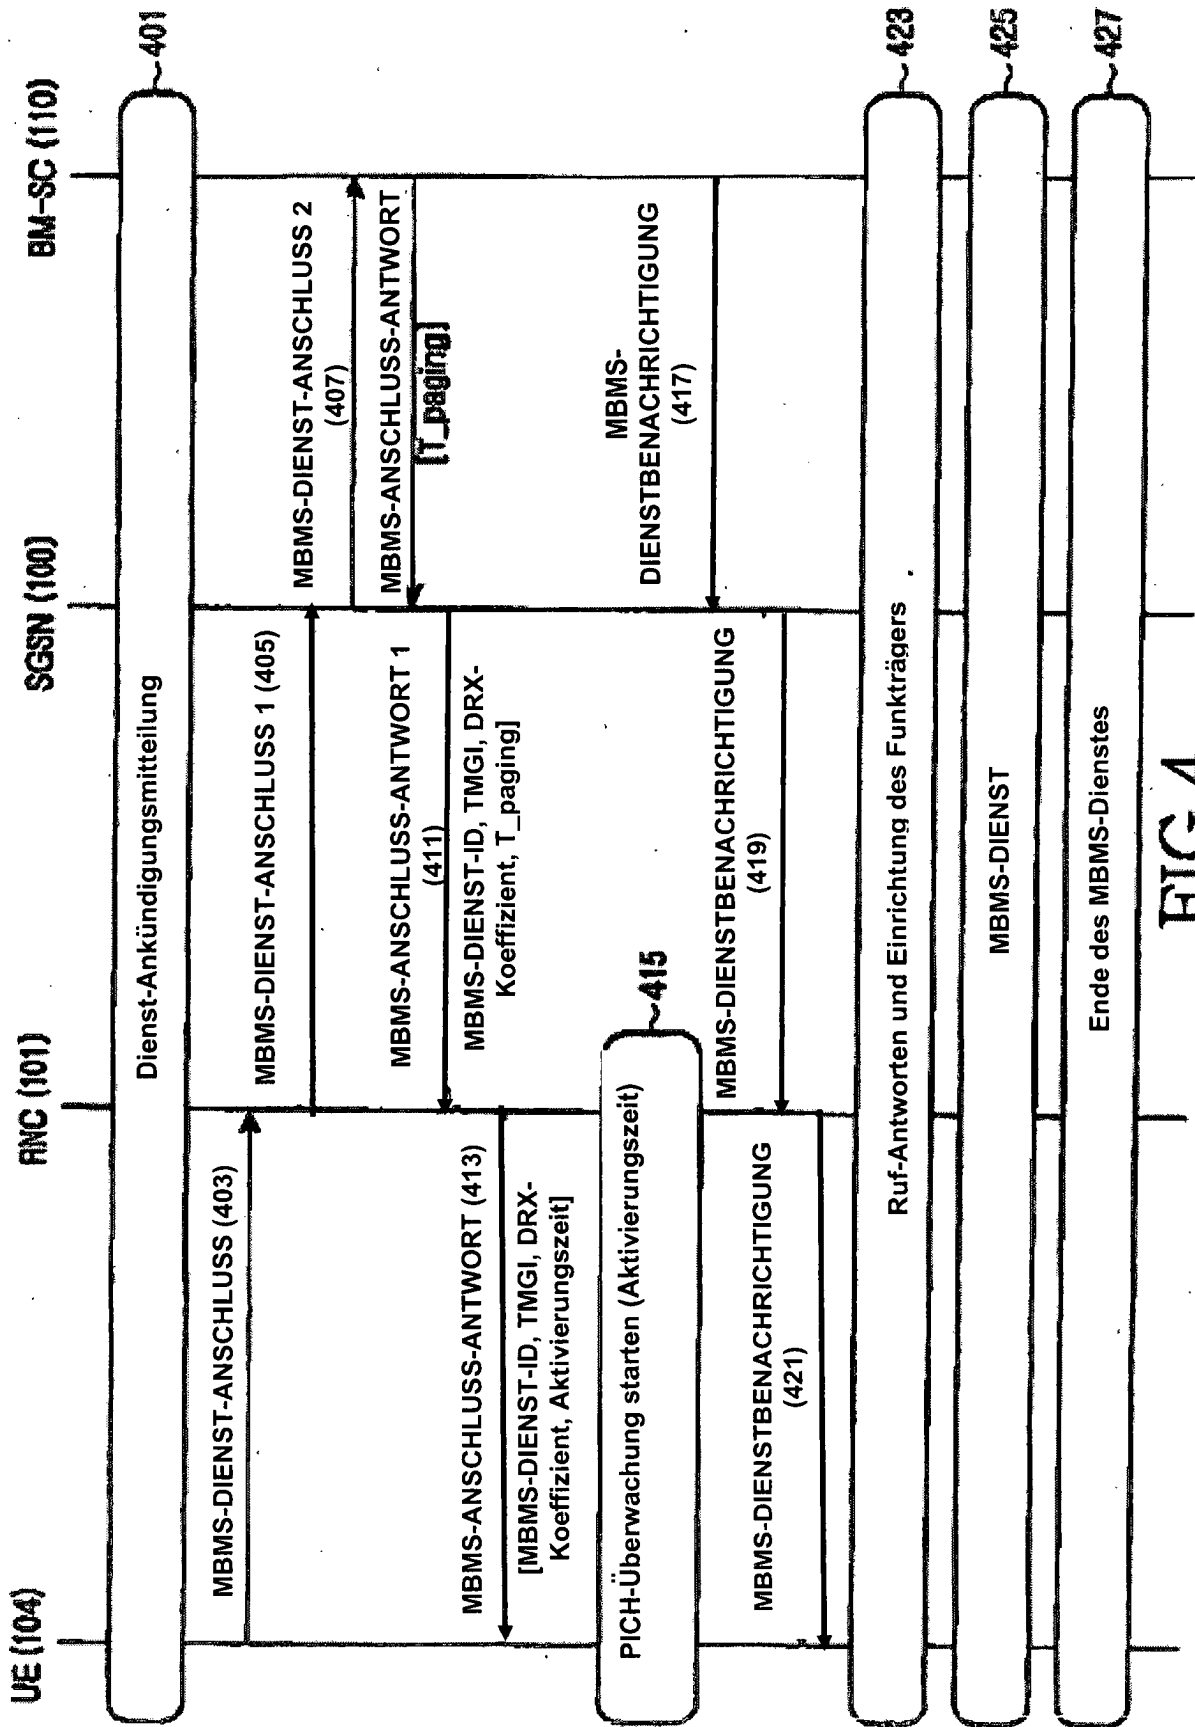 UE (104)
RNC (101)
SGSN (100)
BM-SC (110)
Dienst-Ankündigungsmitteilung
401
MBMS-DIENST-ANSCHLUSS (403)
MBMS-DIENST-ANSCHLUSS 1 (405)
MBMS-DIENST-ANSCHLUSS 2
(407)
MBMS-ANSCHLUSS-ANTWORT
[T_paging]
MBMS-ANSCHLUSS-ANTWORT 1
(411)
MBMS-DIENST-ID, TMGI, DRX-
Koeffizient, T_paging]
MBMS-ANSCHLUSS-ANTWORT (413)
[MBMS-DIENST-ID, TMGI, DRX-
Koeffizient, Aktivierungszeit]
PICH-Überwachung starten (Aktivierungszeit)
415
MBMS-
DIENSTBENACHRICHTIGUNG
(417)
MBMS-DIENSTBENACHRICHTIGUNG
(419)
MBMS-DIENSTBENACHRICHTIGUNG
(421)
Ruf-Antworten und Einrichtung des Funkträgers
423
MBMS-DIENST
425
Ende des MBMS-Dienstes
427
FIG.4